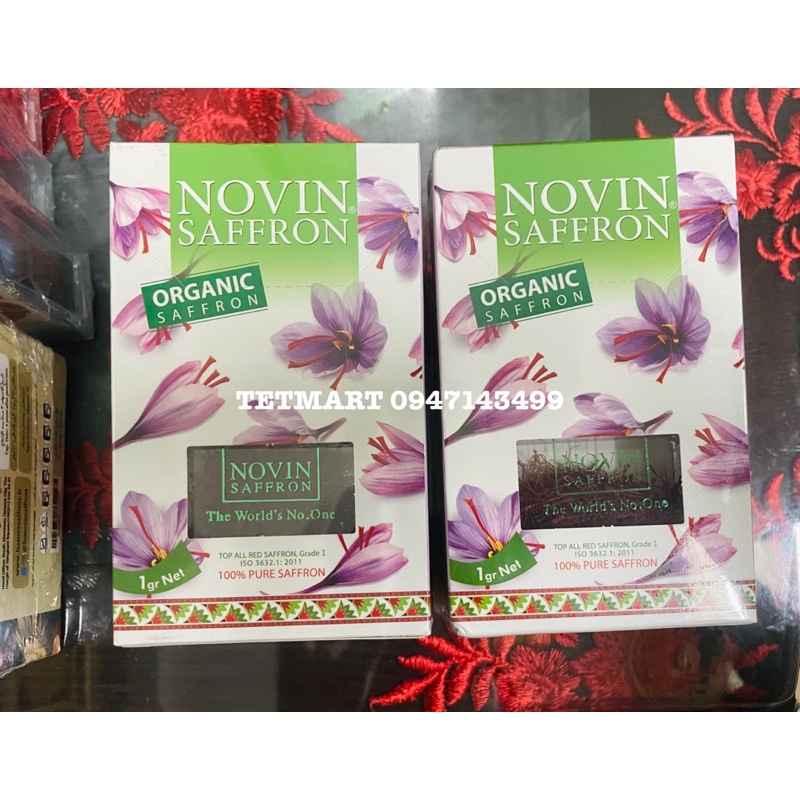 NOVIN®
SAFFRON
ORGANIC
SAFFRON
NOVIN
SAFFRON
The World's No.One
TOP ALL RED SAFFRON, Grade I
ISO 3632.1: 2011
100% PURE SAFFRON
1gr Net
NOVIN®
SAFFRON
ORGANIC
SAFFRON
NOVIN
SAFFRON
The World's No.One
TOP ALL RED SAFFRON, Grade I
ISO 3632.1: 2011
100% PURE SAFFRON
1gr Net
TETMART 0947143499